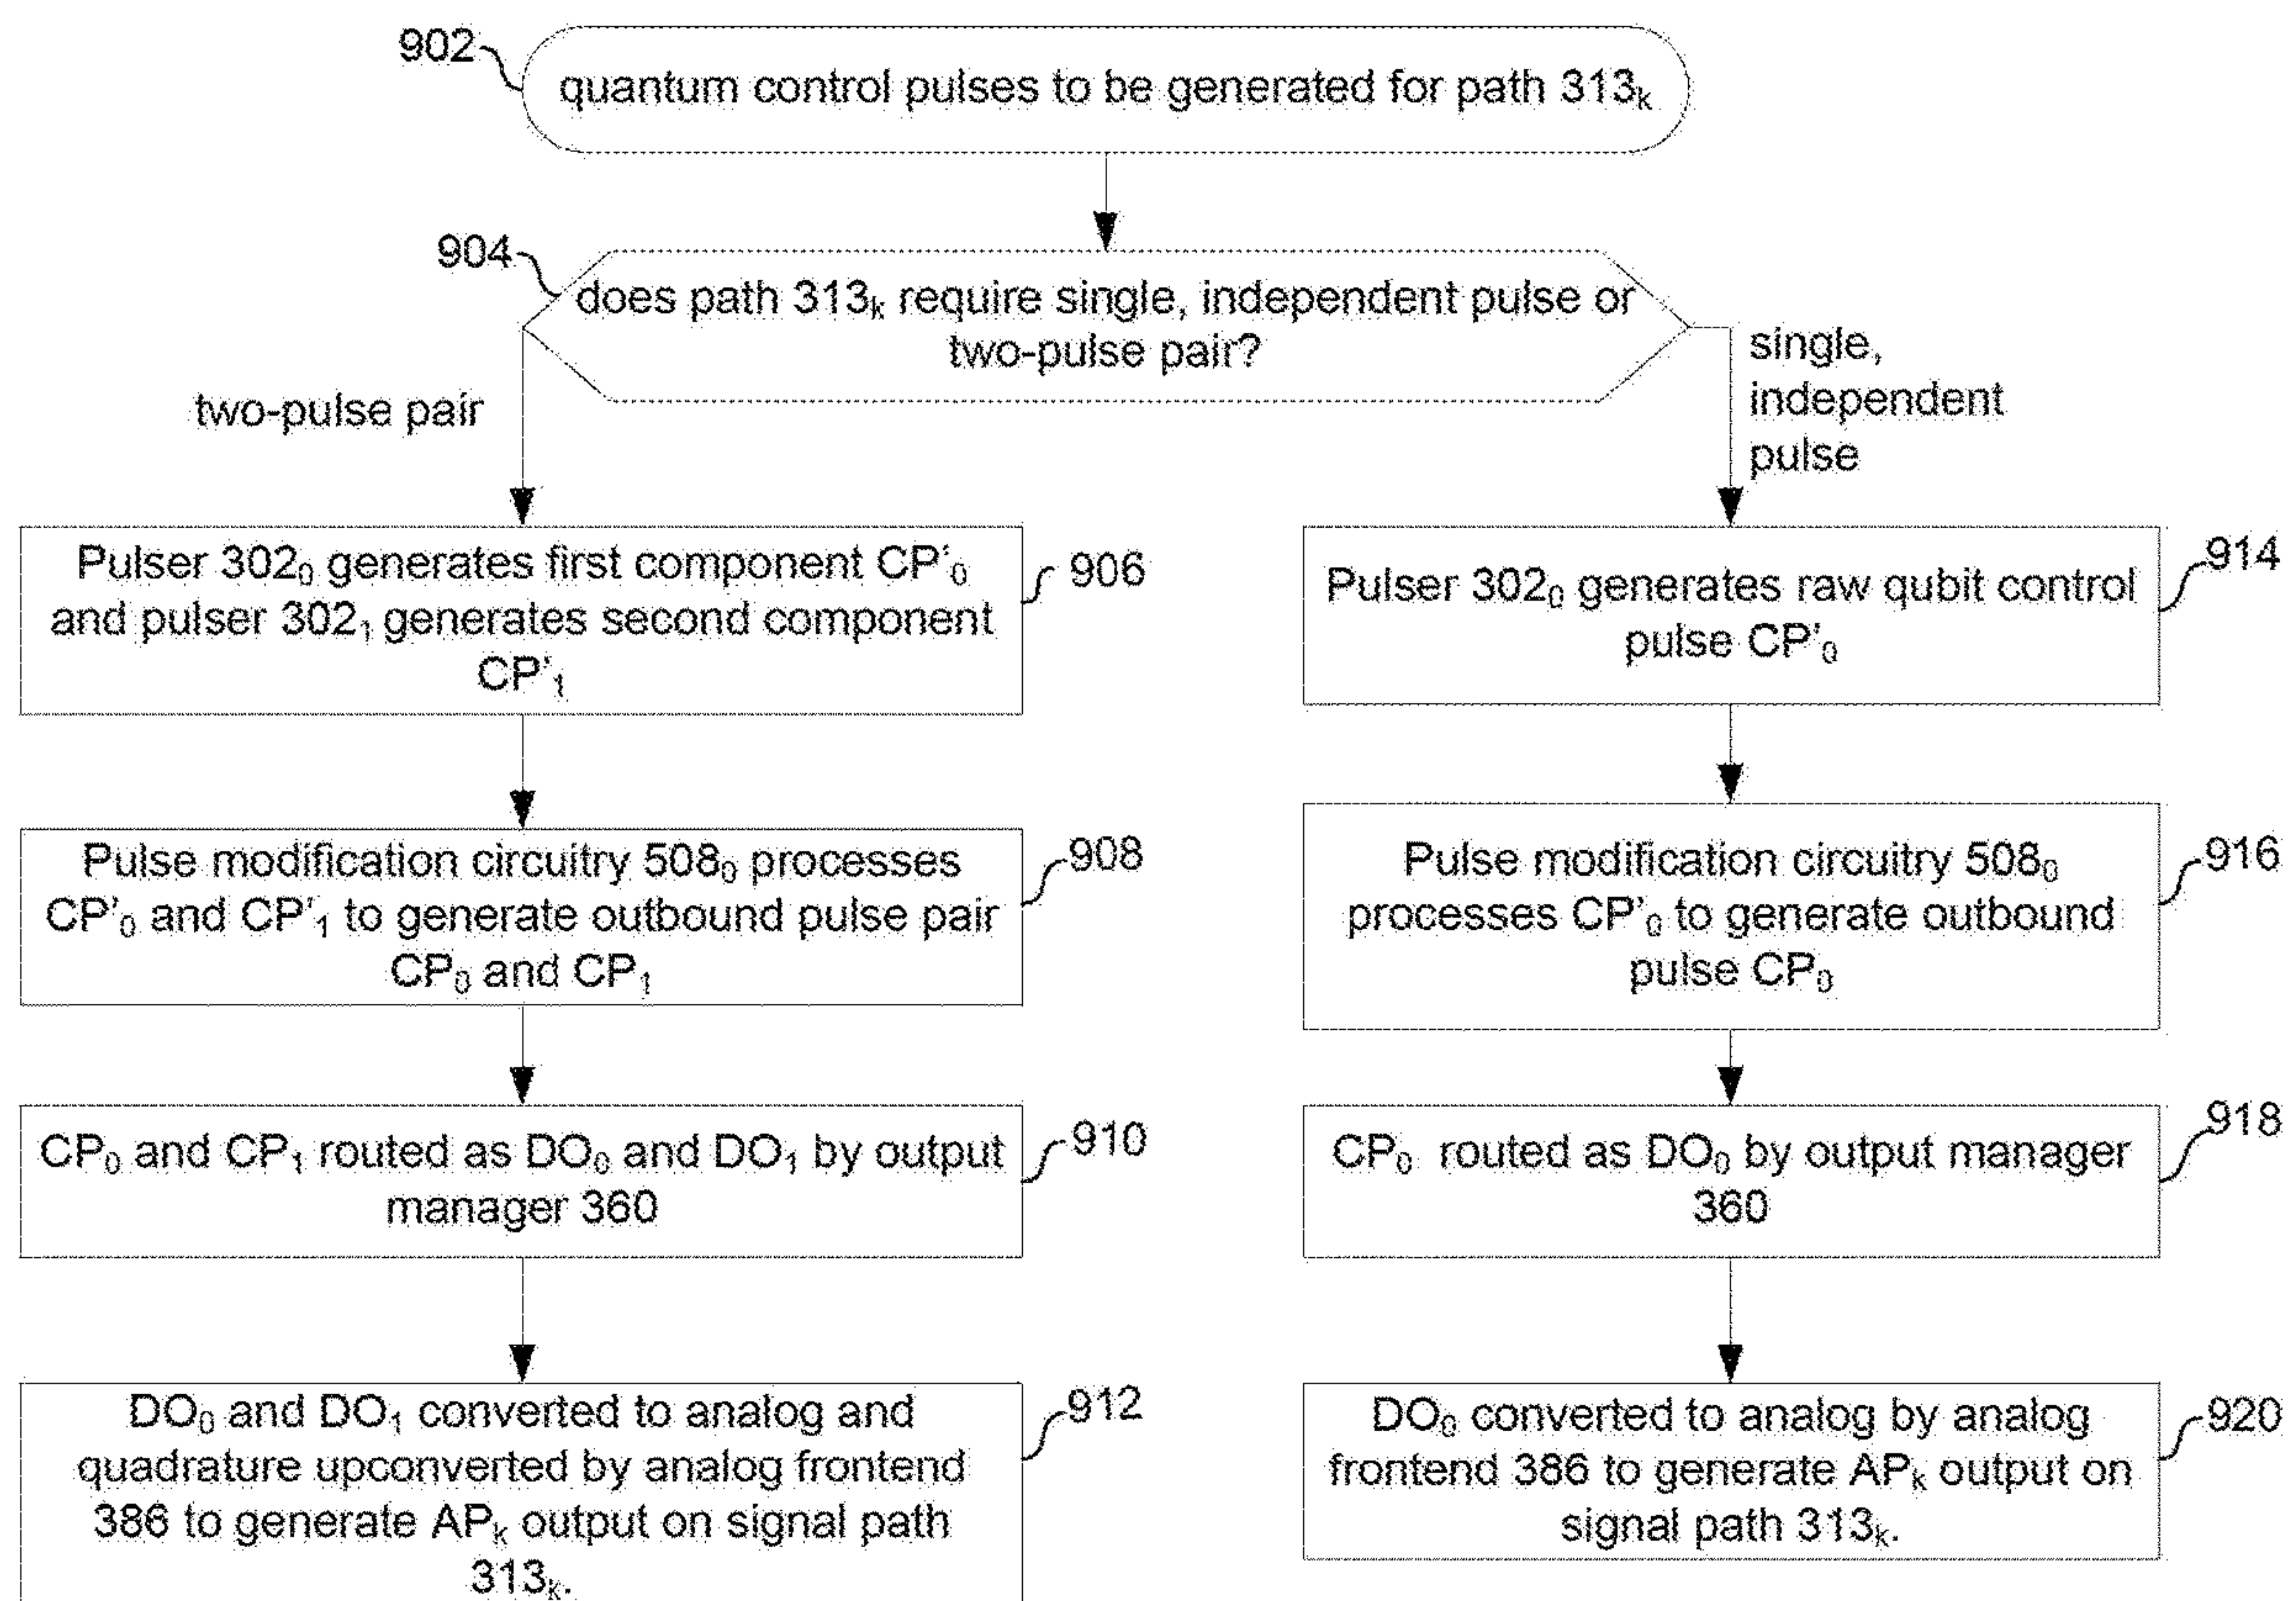 902
quantum control pulses to be generated for path 313ₖ
904
does path 313ₖ require single, independent pulse or
two-pulse pair?
two-pulse pair
single,
independent
pulse
Pulser 302₀ generates first component CP'₀
and pulser 302₁ generates second component
CP'₁
906
Pulse modification circuitry 508₀ processes
CP'₀ and CP'₁ to generate outbound pulse pair
CP₀ and CP₁
908
CP₀ and CP₁ routed as DO₀ and DO₁ by output
manager 360
910
DO₀ and DO₁ converted to analog and
quadrature upconverted by analog frontend
386 to generate APₖ output on signal path
313ₖ.
912
Pulser 302₀ generates raw qubit control
pulse CP'₀
914
Pulse modification circuitry 508₀
processes CP'₀ to generate outbound
pulse CP₀
916
CP₀ routed as DO₀ by output manager
360
918
DO₀ converted to analog by analog
frontend 386 to generate APₖ output on
signal path 313ₖ.
920